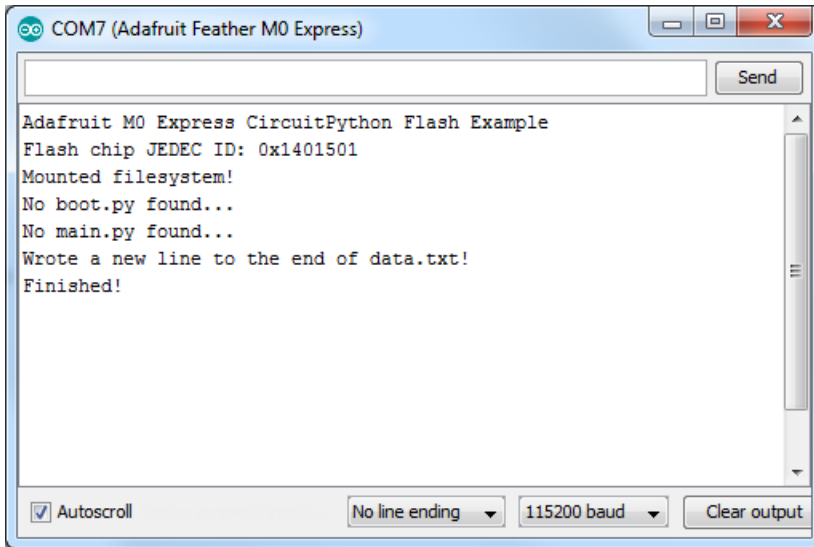 COM7 (Adafruit Feather M0 Express)
Send
Adafruit M0 Express CircuitPython Flash Example
Flash chip JEDEC ID: 0x1401501
Mounted filesystem!
No boot.py found...
No main.py found...
Wrote a new line to the end of data.txt!
Finished!
Autoscroll
No line ending
115200 baud
Clear output